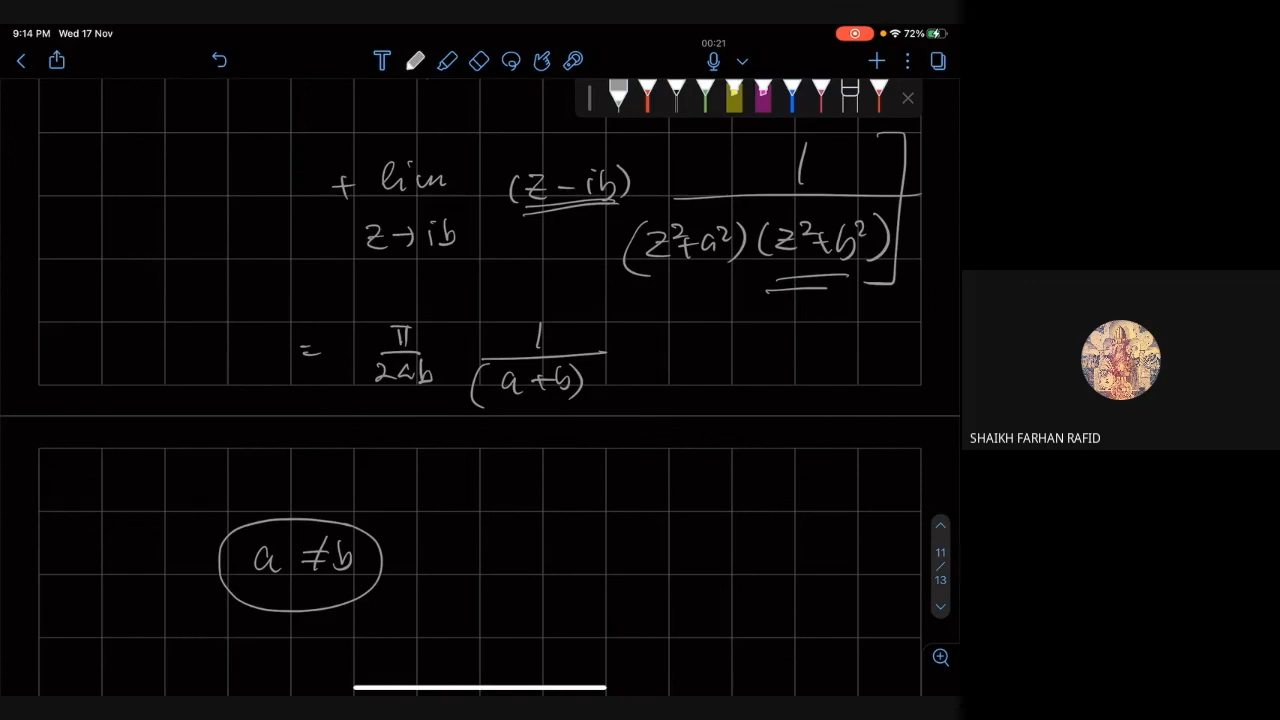 9:14 PM Wed 17 Nov
72%
00:21
+ lim (z - ib) 1
z → ib (z²+a²) (z²+b²) ]
= π 1
2ab (a+b)
SHAIKH FARHAN RAFID
a ≠ b
11
/
13